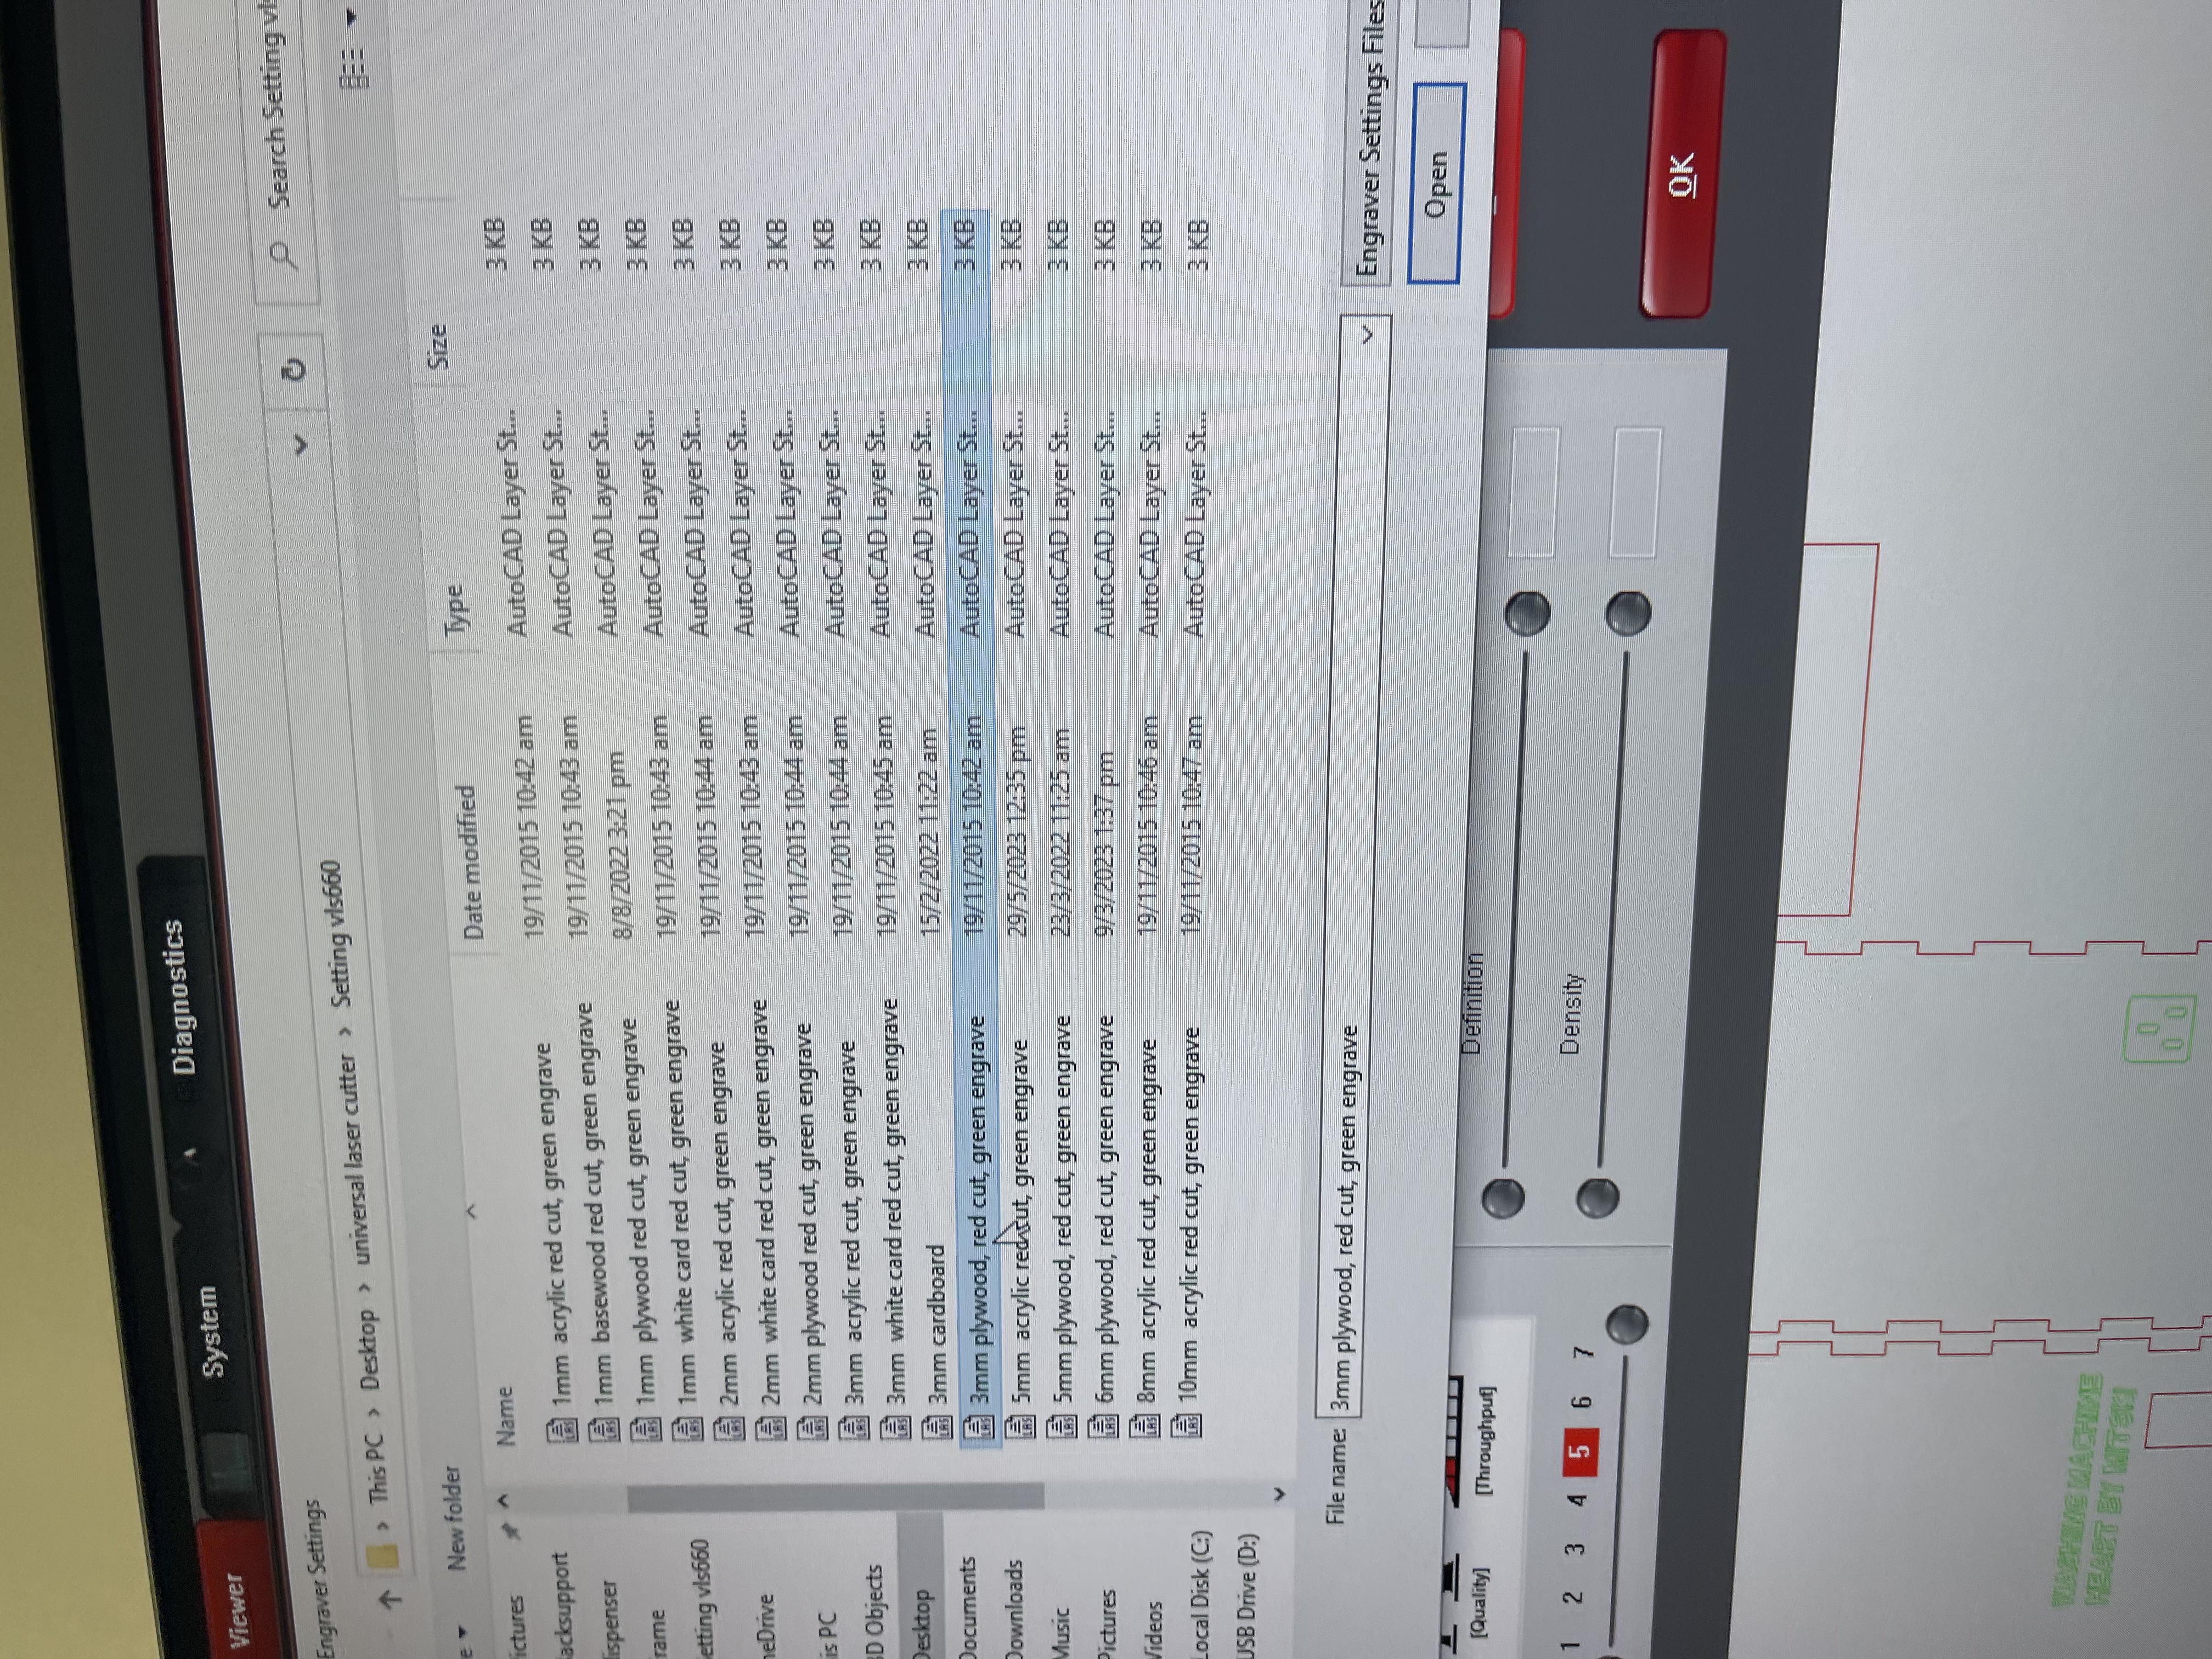 Viewer System Diagnostics
Engraver Settings
This PC > Desktop > universal laser cutter > Setting vls660
Search Setting vls
New folder
Name Date modified Type Size
1mm acrylic red cut, green engrave 19/11/2015 10:42 am AutoCAD Layer St... 3 KB
1mm basewood red cut, green engrave 19/11/2015 10:43 am AutoCAD Layer St... 3 KB
1mm plywood red cut, green engrave 8/8/2022 3:21 pm AutoCAD Layer St... 3 KB
1mm white card red cut, green engrave 19/11/2015 10:43 am AutoCAD Layer St... 3 KB
2mm acrylic red cut, green engrave 19/11/2015 10:44 am AutoCAD Layer St... 3 KB
2mm white card red cut, green engrave 19/11/2015 10:43 am AutoCAD Layer St... 3 KB
2mm plywood red cut, green engrave 19/11/2015 10:44 am AutoCAD Layer St... 3 KB
3mm acrylic red cut, green engrave 19/11/2015 10:44 am AutoCAD Layer St... 3 KB
3mm white card red cut, green engrave 19/11/2015 10:45 am AutoCAD Layer St... 3 KB
3mm cardboard 15/2/2022 11:22 am AutoCAD Layer St... 3 KB
3mm plywood, red cut, green engrave 19/11/2015 10:42 am AutoCAD Layer St... 3 KB
5mm acrylic red cut, green engrave 29/5/2023 12:35 pm AutoCAD Layer St... 3 KB
5mm plywood, red cut, green engrave 23/3/2022 11:25 am AutoCAD Layer St... 3 KB
6mm plywood, red cut, green engrave 9/3/2023 1:37 pm AutoCAD Layer St... 3 KB
8mm acrylic red cut, green engrave 19/11/2015 10:46 am AutoCAD Layer St... 3 KB
10mm acrylic red cut, green engrave 19/11/2015 10:47 am AutoCAD Layer St... 3 KB
ictures
acksupport
ispenser
rame
etting vls660
neDrive
is PC
D Objects
Desktop
Documents
Downloads
Music
Pictures
Videos
Local Disk (C:)
USB Drive (D:)
File name: 3mm plywood, red cut, green engrave
Engraver Settings Files
Open
[Quality] [Throughput]
Definition
1 2 3 4 5 6 7
Density
OK
WASHING MACHINE
HEART BY MITSKI